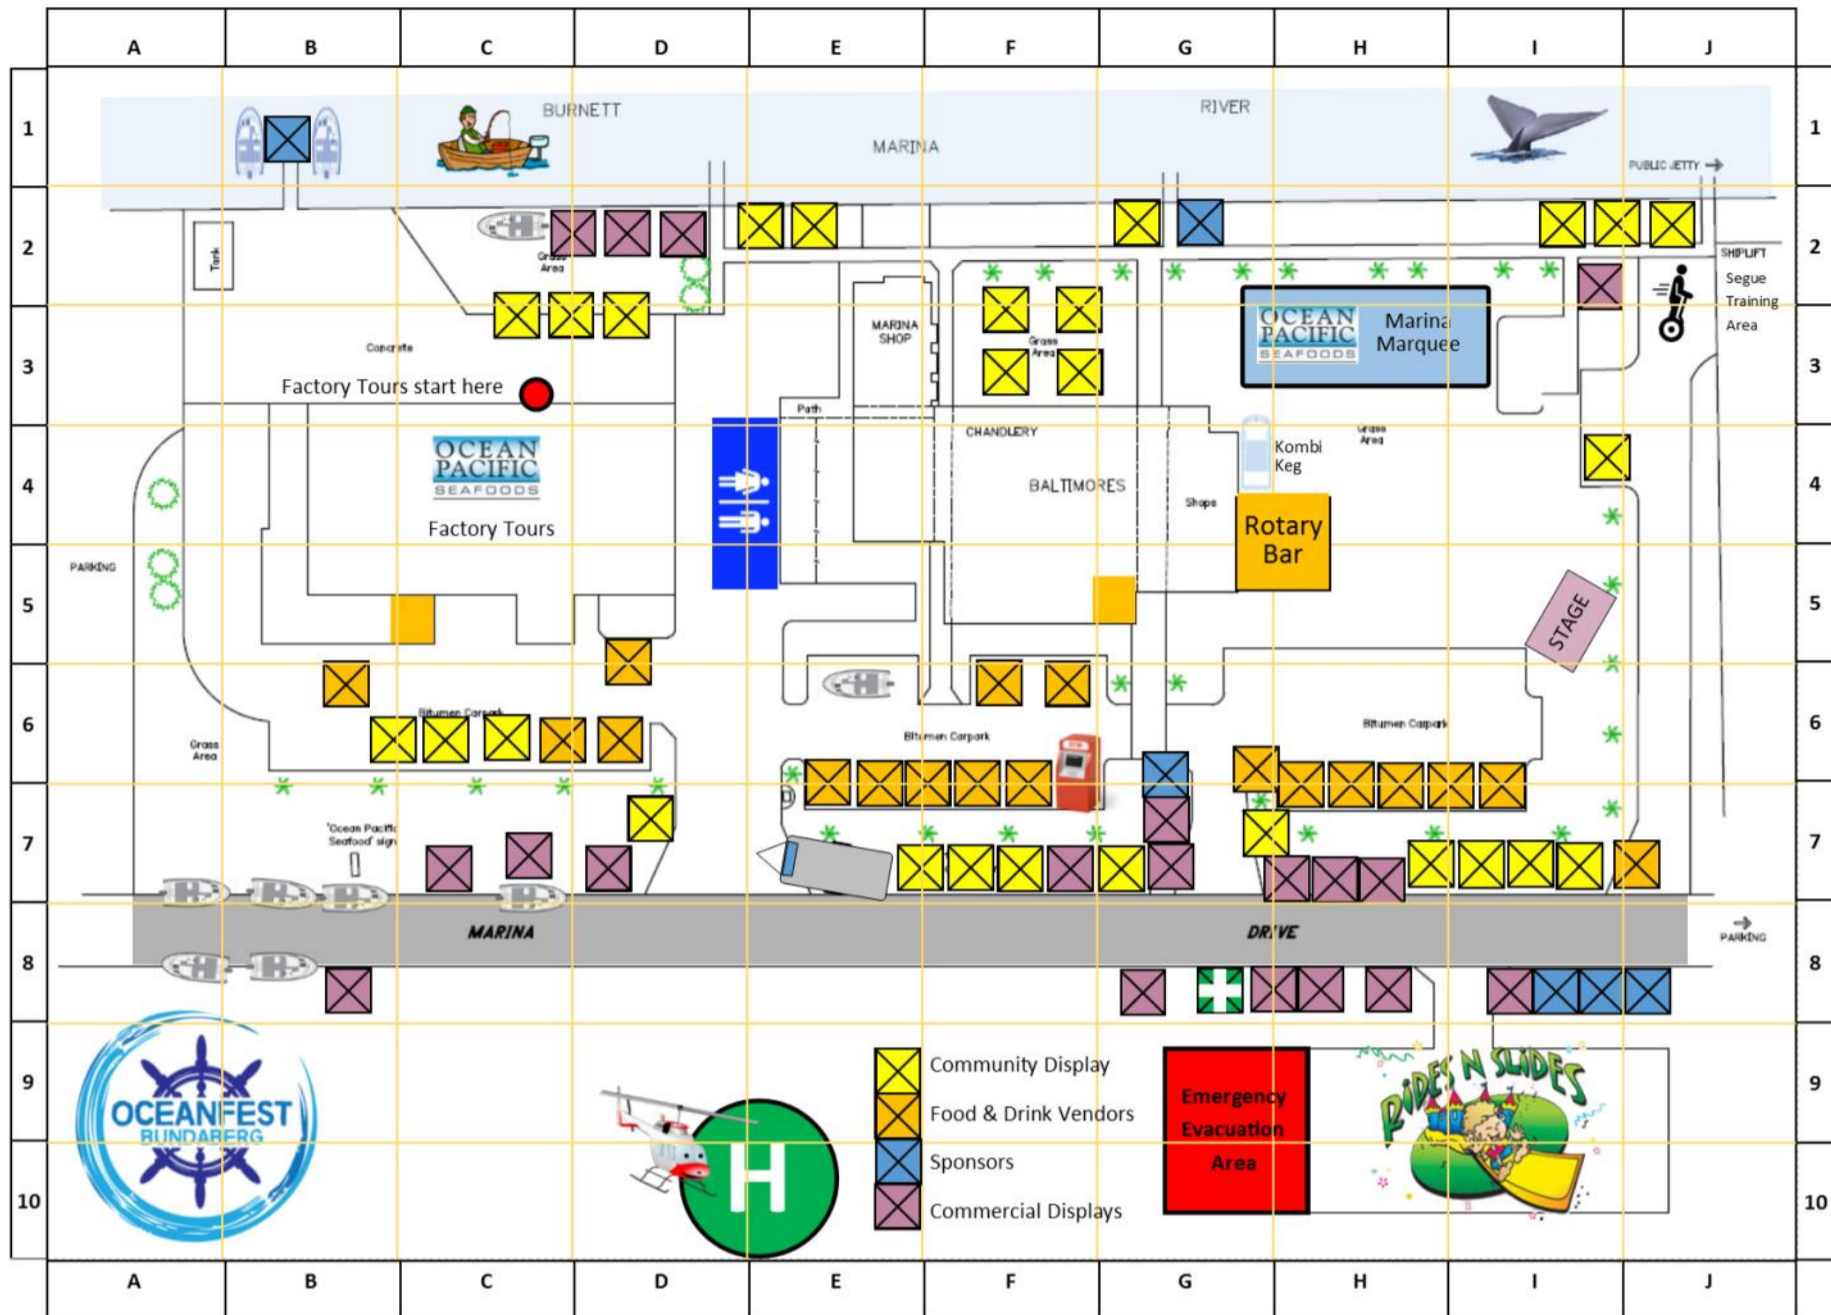 A B C D E F G H I J
1 BURNETT RIVER 1
MARINA
PUBLIC JETTY
2 2
Tank
Grass
Area
SHIPLIFT
Segue
Training
Area
OCEAN
PACIFIC
SEAFOODS
Marina
Marquee
MARINA
SHOP
Grass
Area
Concrete
3 3
Factory Tours start here
Path
CHANDLERY
Grass
Area
Kombi
Keg
OCEAN
PACIFIC
SEAFOODS
4 BALTIMORES 4
Shops
Factory Tours
Rotary
Bar
PARKING
5 5
STAGE
Bitumen Carpark
6 6
Grass
Area
Bitumen Carpark
Bitumen Carpark
'Ocean Pacific
Seafood' sign
7 7
MARINA DRIVE
PARKING
8 8
OCEANFEST
BUNDABERG
9 9
Community Display
Food & Drink Vendors
Sponsors
Commercial Displays
H
Emergency
Evacuation
Area
RIDES N SLIDES
10 10
A B C D E F G H I J